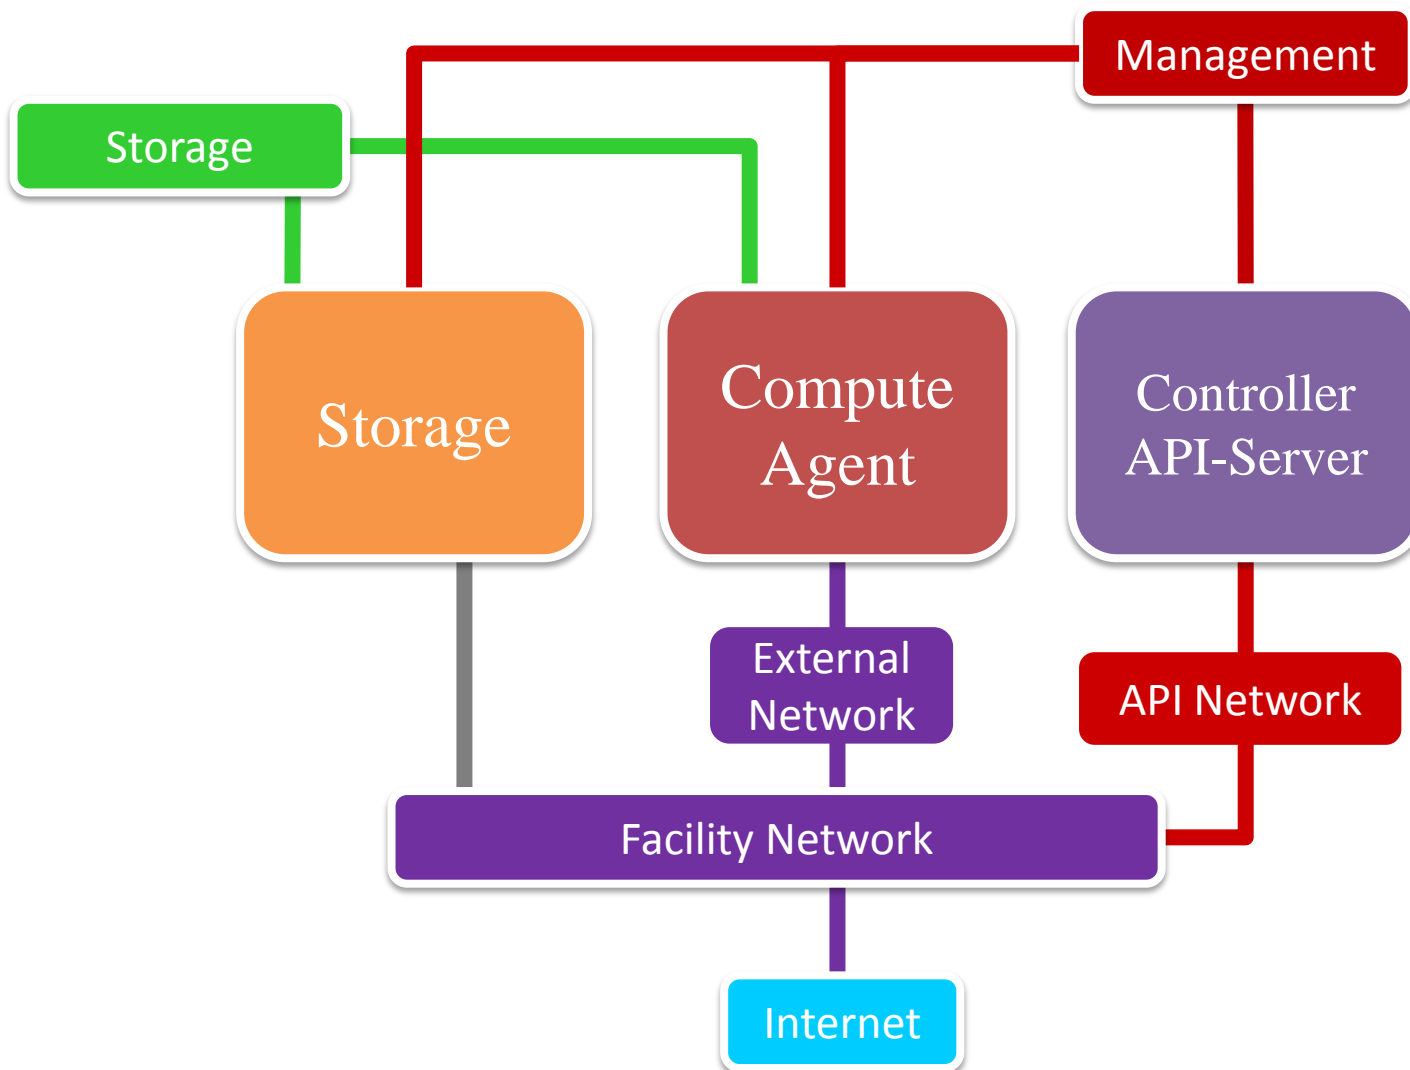 Management
Storage
Storage
Compute
Agent
Controller
API-Server
External
Network
API Network
Facility Network
Internet